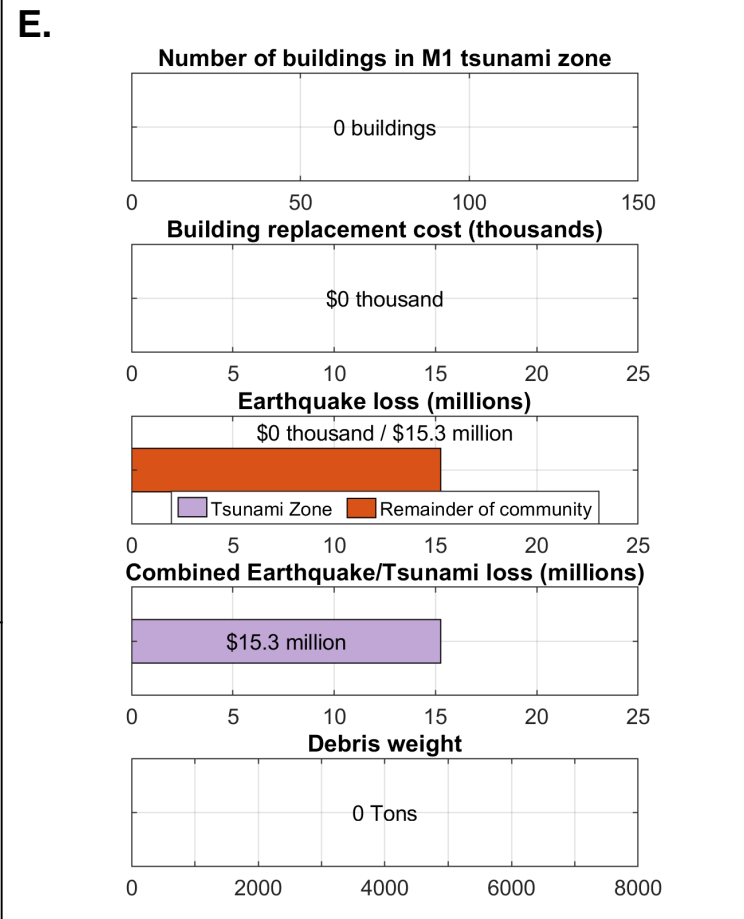 E.
Number of buildings in M1 tsunami zone
0 buildings
0 50 100 150
Building replacement cost (thousands)
$0 thousand
0 5 10 15 20 25
Earthquake loss (millions)
$0 thousand / $15.3 million
Tsunami Zone Remainder of community
0 5 10 15 20 25
Combined Earthquake/Tsunami loss (millions)
$15.3 million
0 5 10 15 20 25
Debris weight
0 Tons
0 2000 4000 6000 8000